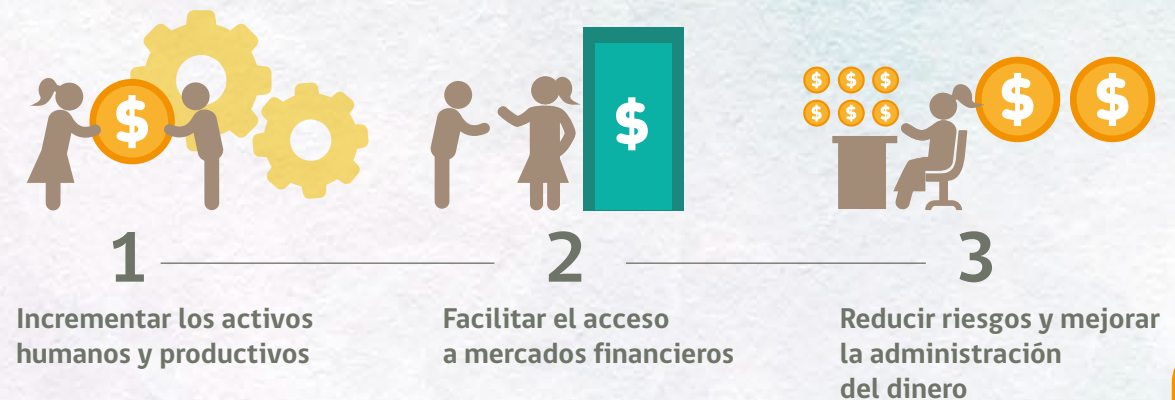 $
$
$ $ $
$ $ $
$ $
1
Incrementar los activos
humanos y productivos
2
Facilitar el acceso
a mercados financieros
3
Reducir riesgos y mejorar
la administración
del dinero